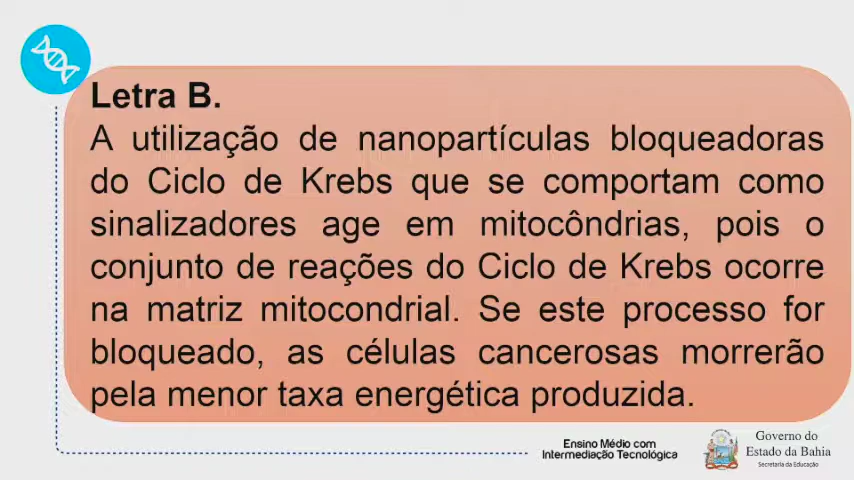 Letra B.
A utilização de nanopartículas bloqueadoras
do Ciclo de Krebs que se comportam como
sinalizadores age em mitocôndrias, pois o
conjunto de reações do Ciclo de Krebs ocorre
na matriz mitocondrial. Se este processo for
bloqueado, as células cancerosas morrerão
pela menor taxa energética produzida.
Ensino Médio com
Intermediação Tecnológica
Governo do
Estado da Bahia
Secretaria da Educação